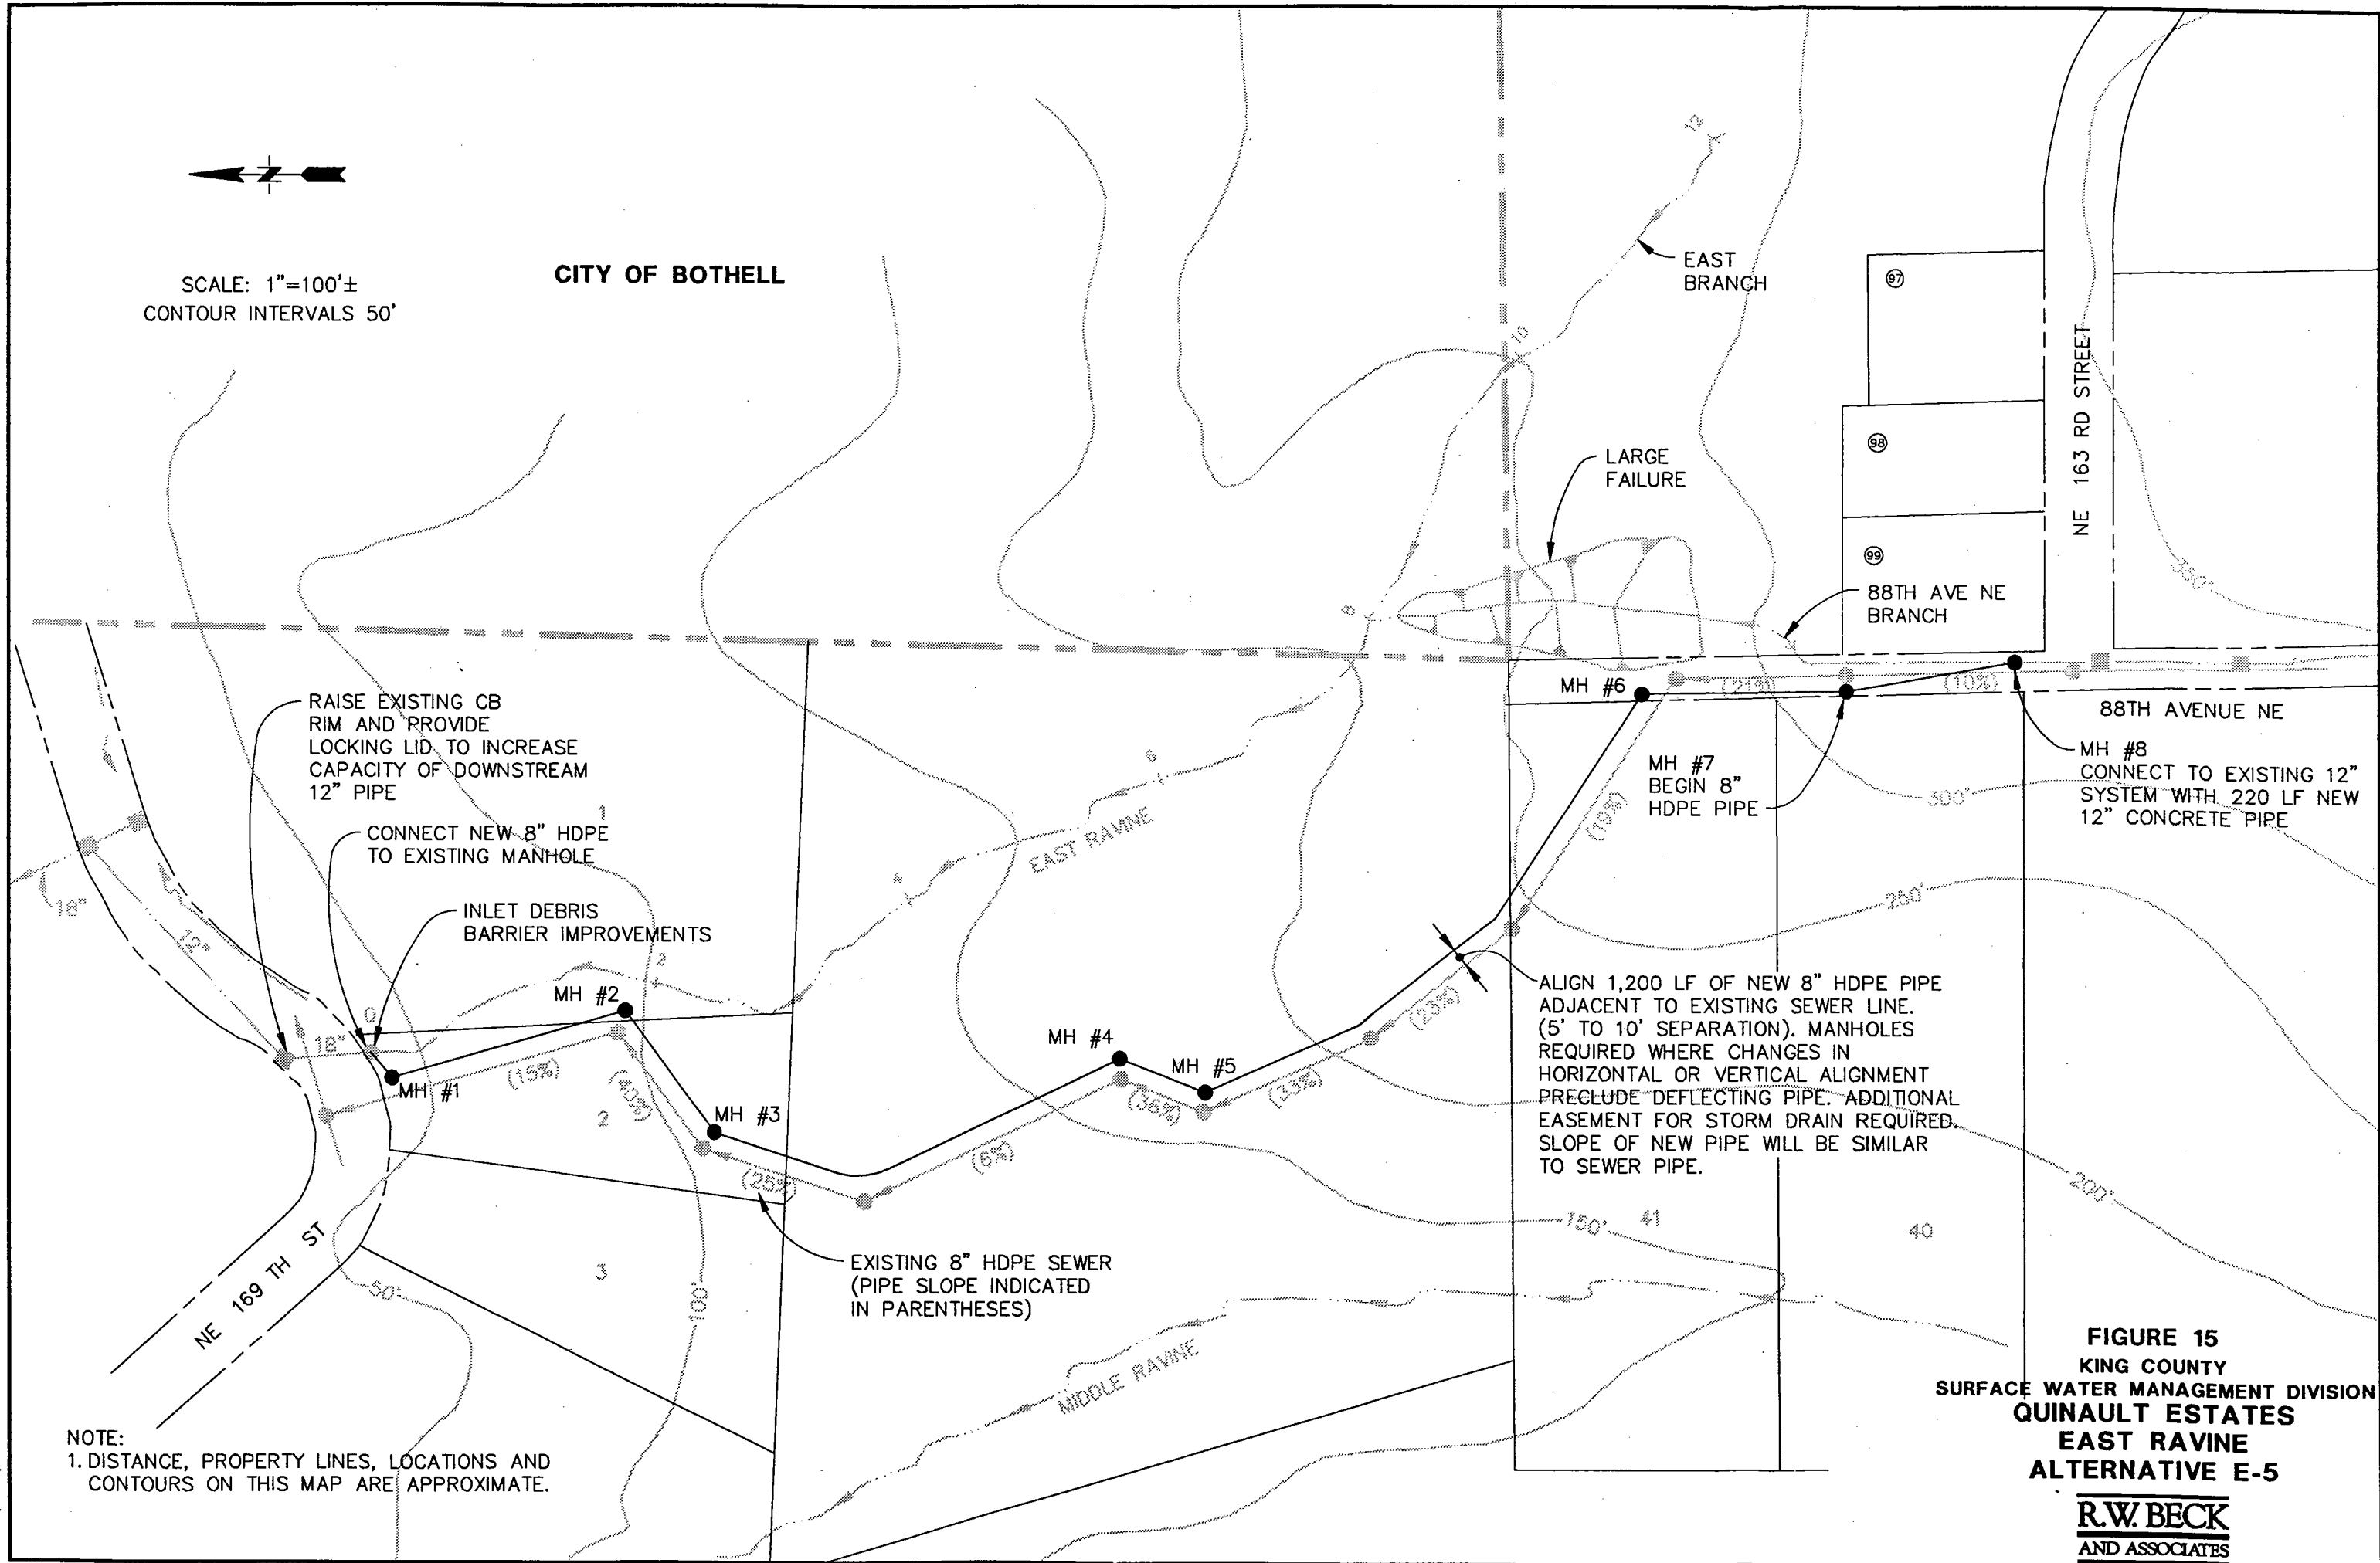 N
SCALE: 1"=100'±
CONTOUR INTERVALS 50'
CITY OF BOTHELL
12
EAST
BRANCH
10
97
98
99
NE 163 RD STREET
LARGE
FAILURE
88TH AVE NE
BRANCH
350'
8
MH #6
(21%)
(10%)
88TH AVENUE NE
MH #7
BEGIN 8"
HDPE PIPE
MH #8
CONNECT TO EXISTING 12"
SYSTEM WITH 220 LF NEW
12" CONCRETE PIPE
300'
RAISE EXISTING CB
RIM AND PROVIDE
LOCKING LID TO INCREASE
CAPACITY OF DOWNSTREAM
12" PIPE
1
CONNECT NEW 8" HDPE
TO EXISTING MANHOLE
INLET DEBRIS
BARRIER IMPROVEMENTS
18"
12"
6
EAST RAVINE
4
(19%)
250'
2
MH #2
0
18"
MH #1
(15%)
(40%)
2
MH #3
MH #4
MH #5
(36%)
(33%)
(23%)
(6%)
(25%)
ALIGN 1,200 LF OF NEW 8" HDPE PIPE
ADJACENT TO EXISTING SEWER LINE.
(5' TO 10' SEPARATION). MANHOLES
REQUIRED WHERE CHANGES IN
HORIZONTAL OR VERTICAL ALIGNMENT
PRECLUDE DEFLECTING PIPE. ADDITIONAL
EASEMENT FOR STORM DRAIN REQUIRED.
SLOPE OF NEW PIPE WILL BE SIMILAR
TO SEWER PIPE.
200'
150'
41
40
EXISTING 8" HDPE SEWER
(PIPE SLOPE INDICATED
IN PARENTHESES)
3
50'
100'
NE 169 TH ST
MIDDLE RAVINE
NOTE:
1. DISTANCE, PROPERTY LINES, LOCATIONS AND
CONTOURS ON THIS MAP ARE APPROXIMATE.
FIGURE 15
KING COUNTY
SURFACE WATER MANAGEMENT DIVISION
QUINAULT ESTATES
EAST RAVINE
ALTERNATIVE E-5
R.W. BECK
AND ASSOCIATES